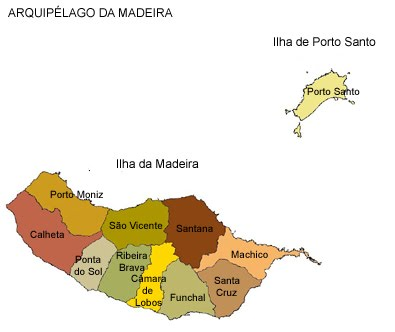 ARQUIPÉLAGO DA MADEIRA
Ilha de Porto Santo
Porto Santo
Ilha da Madeira
Porto Moniz
São Vicente
Santana
Calheta
Ponta
do Sol
Ribeira
Brava
Câmara
de
Lobos
Funchal
Machico
Santa
Cruz